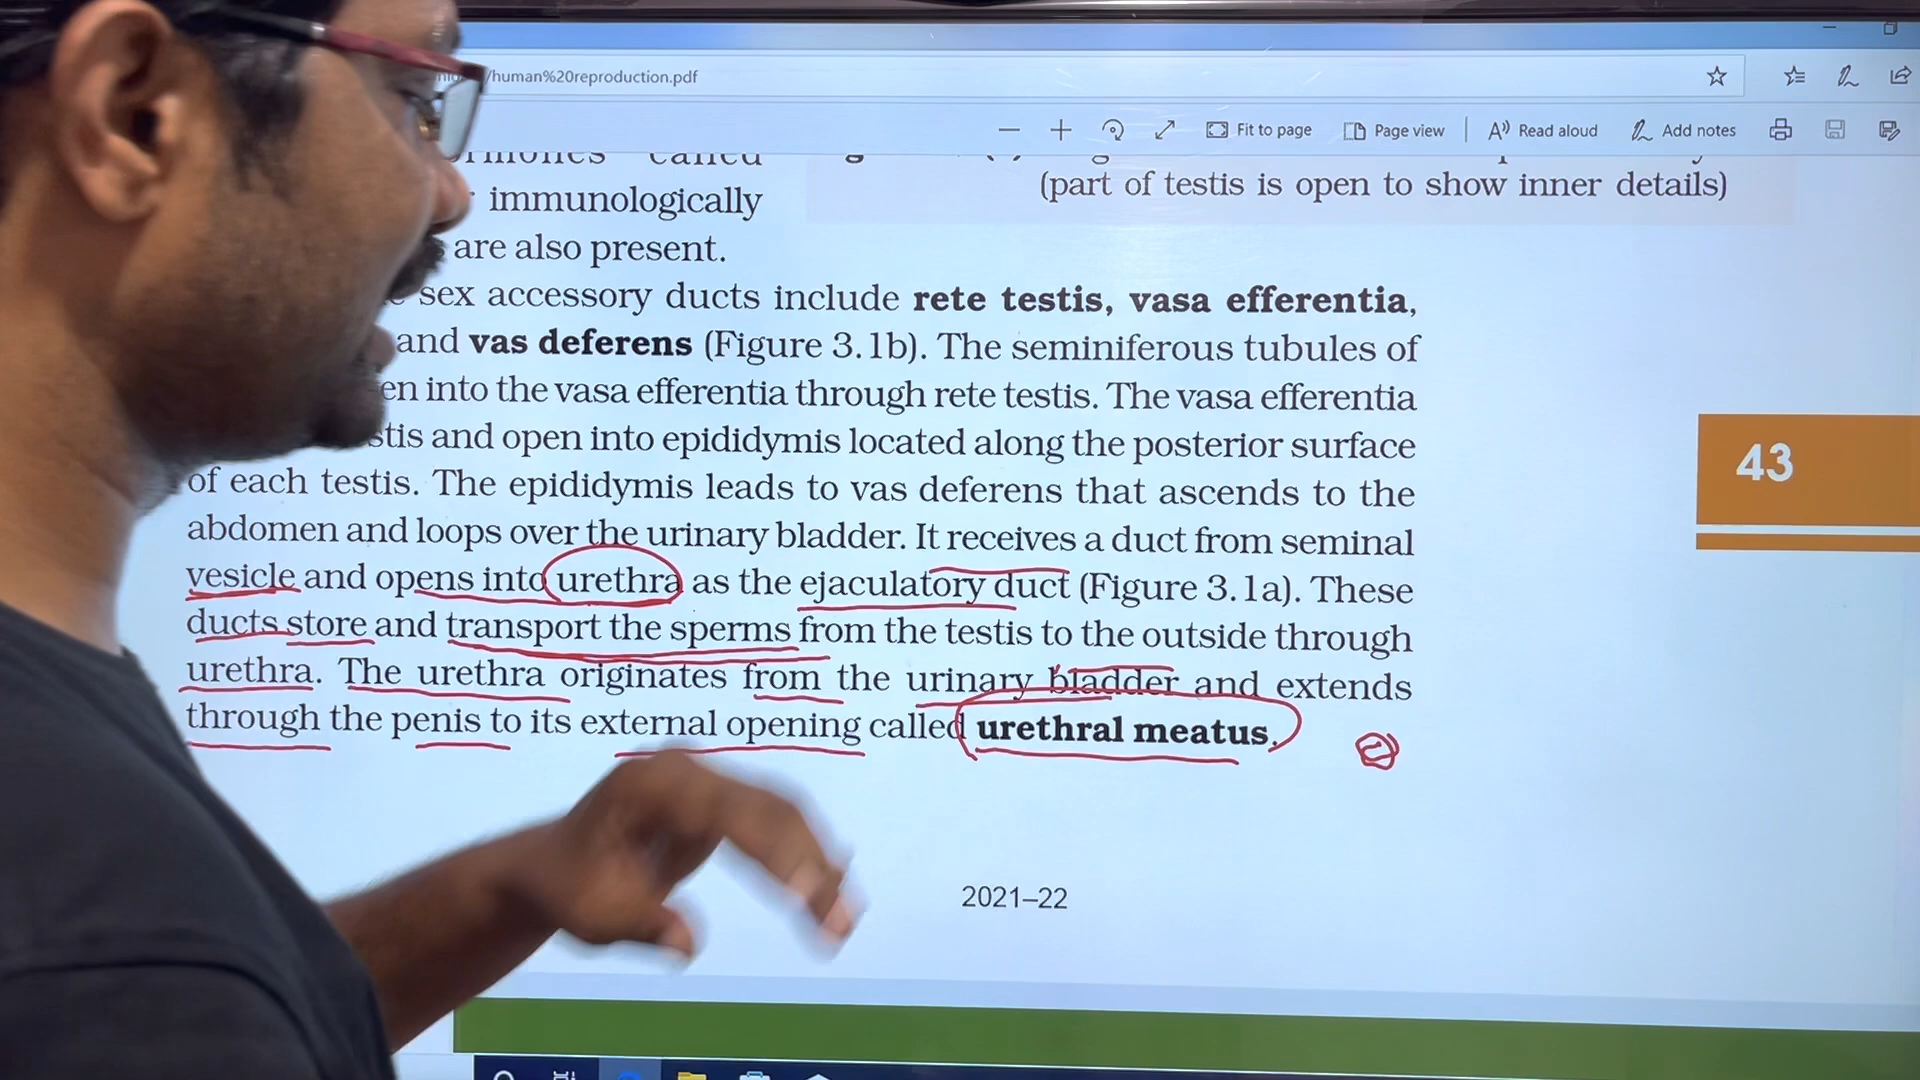 /human%20reproduction.pdf
Fit to page
Page view
Read aloud
Add notes
called
immunologically
(part of testis is open to show inner details)
are also present.
sex accessory ducts include rete testis, vasa efferentia,
and vas deferens (Figure 3.1b). The seminiferous tubules of
into the vasa efferentia through rete testis. The vasa efferentia
and open into epididymis located along the posterior surface
43
of each testis. The epididymis leads to vas deferens that ascends to the
abdomen and loops over the urinary bladder. It receives a duct from seminal
vesicle and opens into urethra as the ejaculatory duct (Figure 3.1a). These
ducts store and transport the sperms from the testis to the outside through
urethra. The urethra originates from the urinary bladder and extends
through the penis to its external opening called urethral meatus.
2021–22